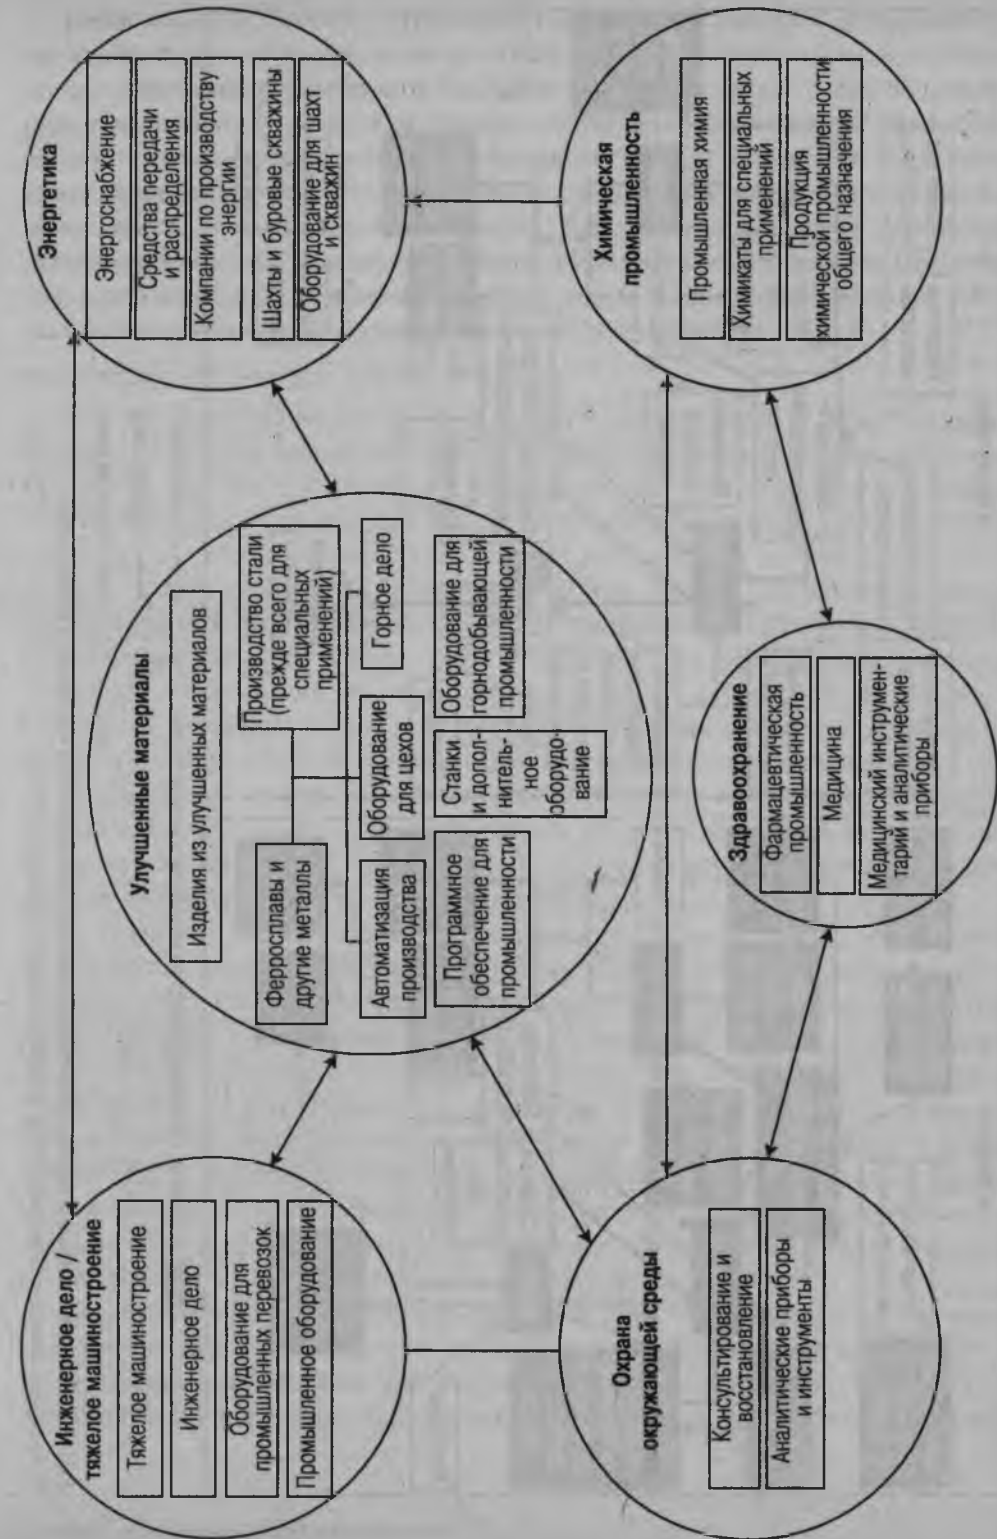 Инженерное дело /
тяжелое машиностроение
Тяжелое машиностроение
Инженерное дело
Оборудование для
промышленных перевозок
Промышленное оборудование
Улучшенные материалы
Изделия из улучшенных материалов
Ферросплавы и
другие металлы
Производство стали
(прежде всего для
специальных
применений)
Автоматизация
производства
Оборудование
для цехов
Горное дело
Программное
обеспечение для
промышленности
Станки
и допол-
нитель-
ное
оборудо-
вание
Оборудование для
горнодобывающей
промышленности
Энергетика
Энергоснабжение
Средства передачи
и распределения
Компании по производству
энергии
Шахты и буровые скважины
Оборудование для шахт
и скважин
Охрана
окружающей среды
Консультирование и
восстановление
Аналитические приборы
и инструменты
Здравоохранение
Фармацевтическая
промышленность
Медицина
Медицинский инструмен-
тарий и аналитические
приборы
Химическая
промышленность
Промышленная химия
Химикаты для специальных
применений
Продукция
химической промышленности
общего назначения